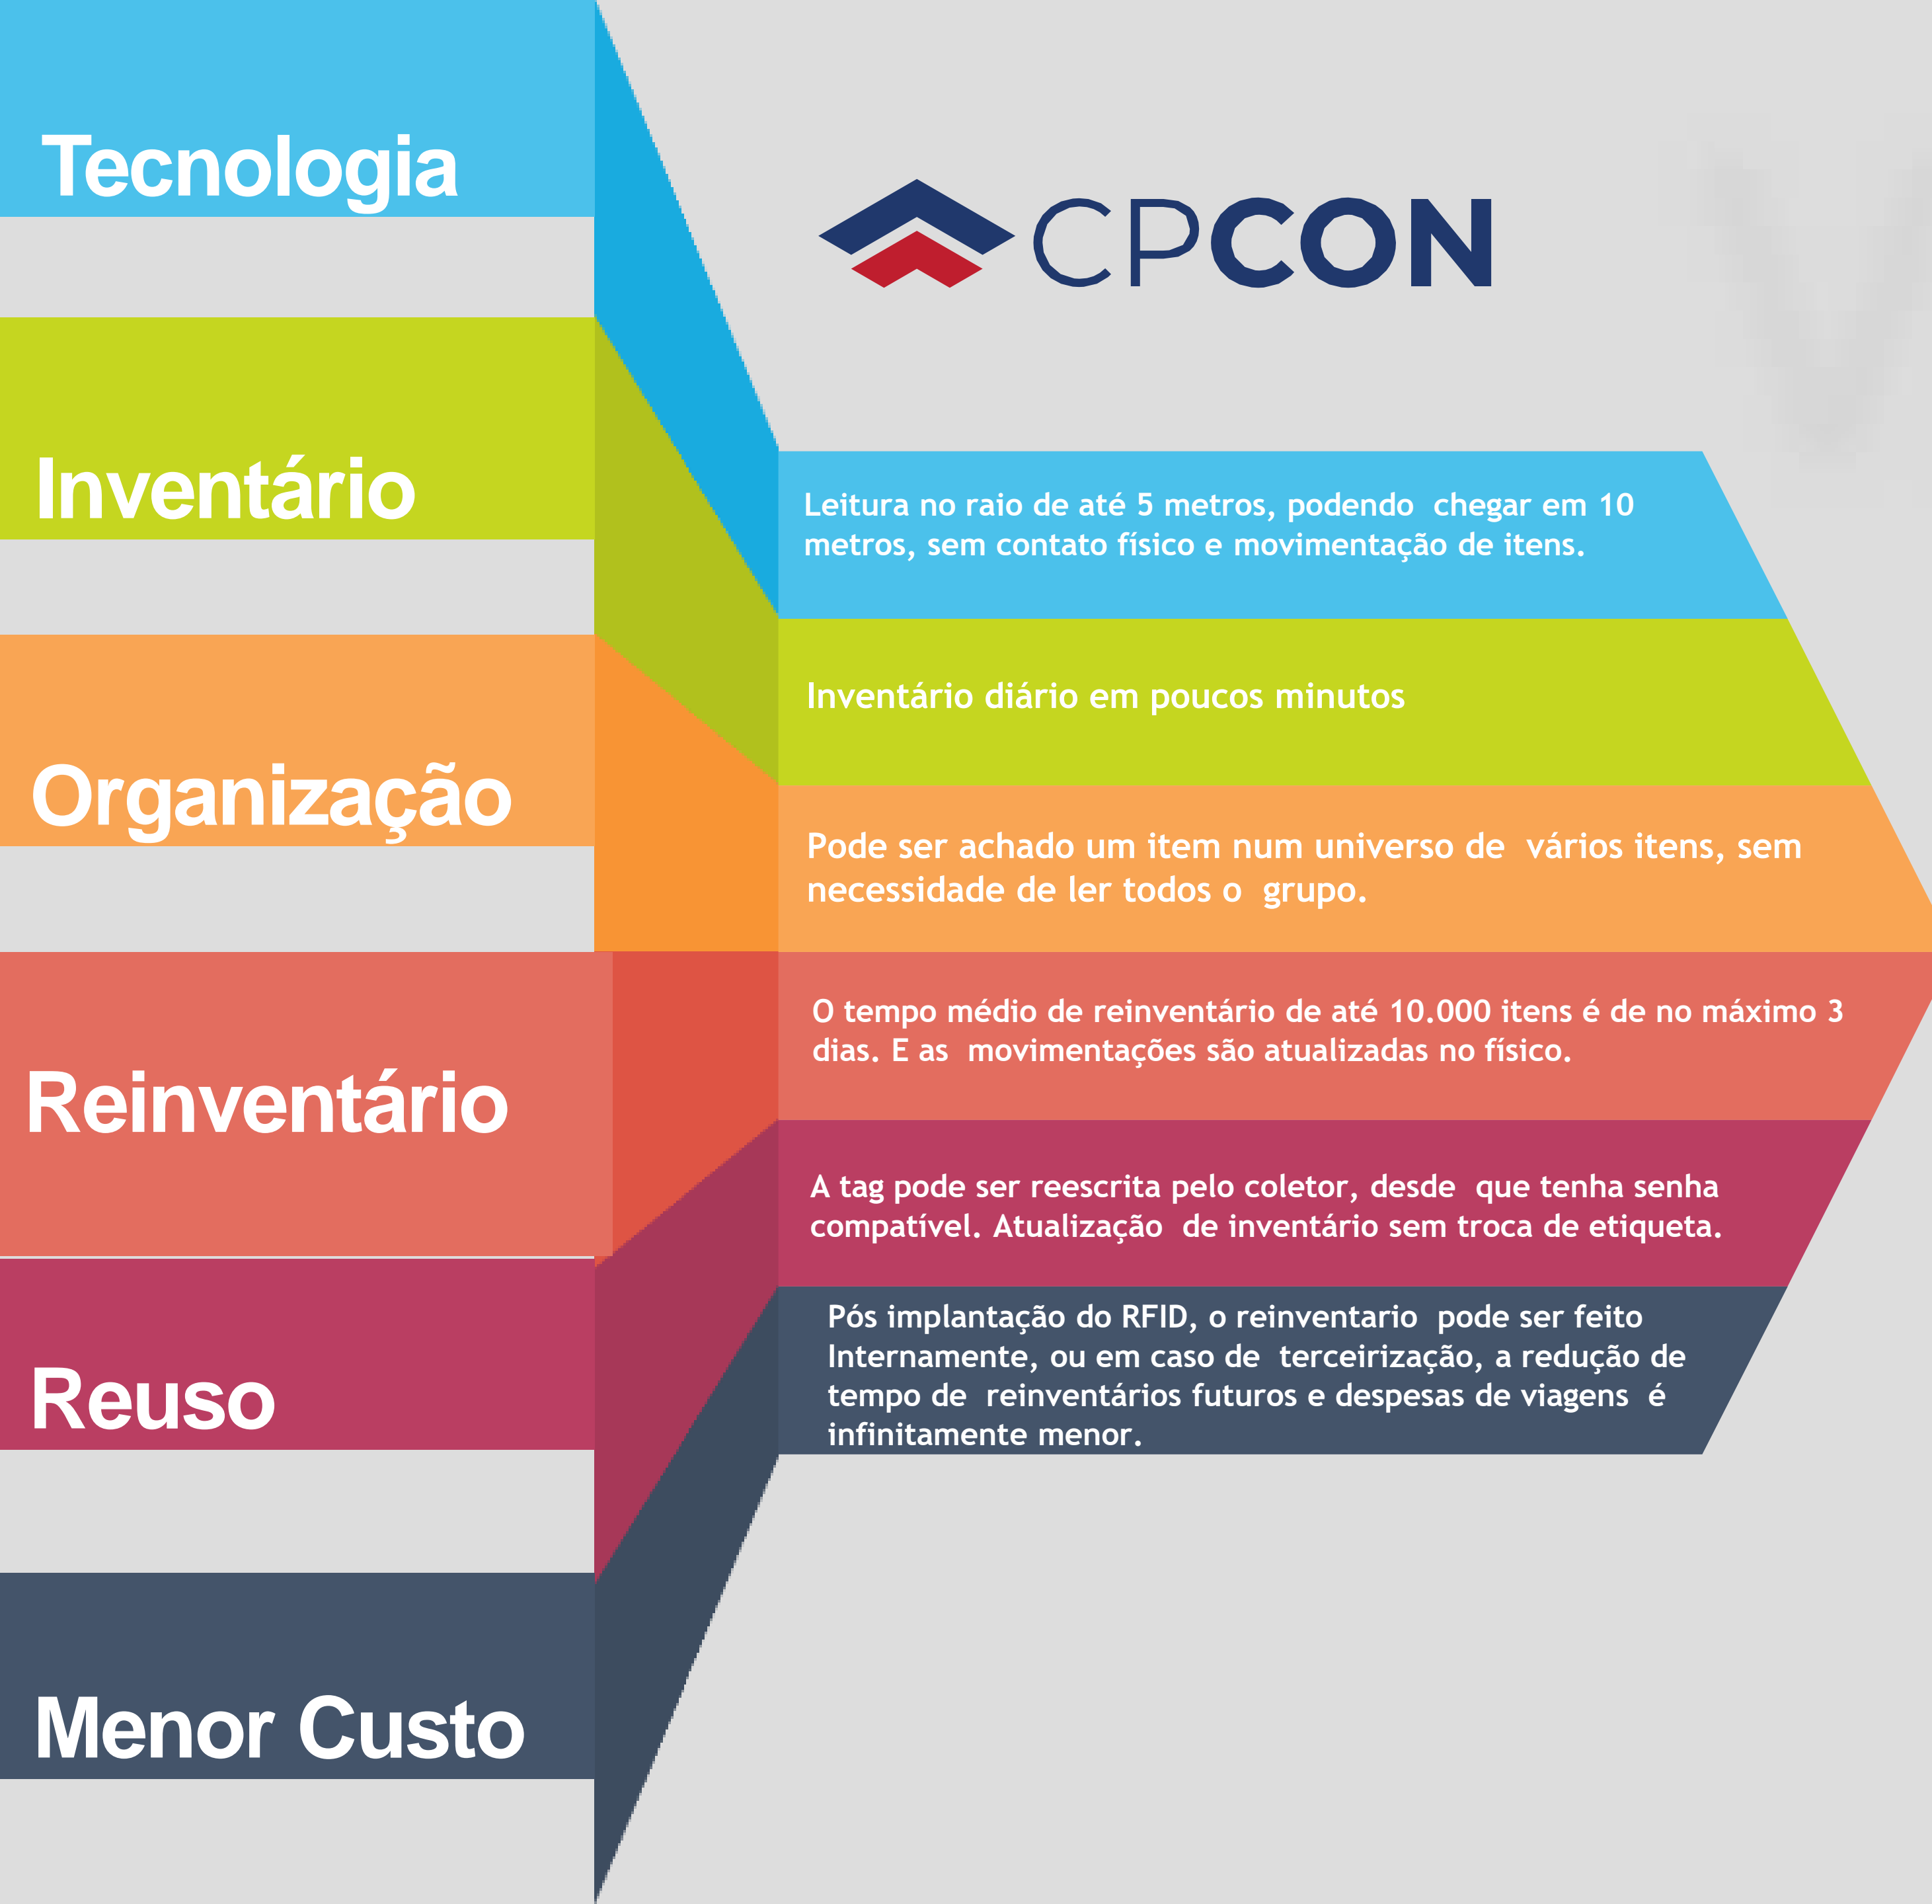 Tecnologia
CPCON
Inventário
Leitura no raio de até 5 metros, podendo chegar em 10
metros, sem contato físico e movimentação de itens.
Inventário diário em poucos minutos
Organização
Pode ser achado um item num universo de vários itens, sem
necessidade de ler todos o grupo.
Reinventário
O tempo médio de reinventário de até 10.000 itens é de no máximo 3
dias. E as movimentações são atualizadas no físico.
Reuso
A tag pode ser reescrita pelo coletor, desde que tenha senha
compatível. Atualização de inventário sem troca de etiqueta.
Menor Custo
Pós implantação do RFID, o reinventario pode ser feito
Internamente, ou em caso de terceirização, a redução de
tempo de reinventários futuros e despesas de viagens é
infinitamente menor.